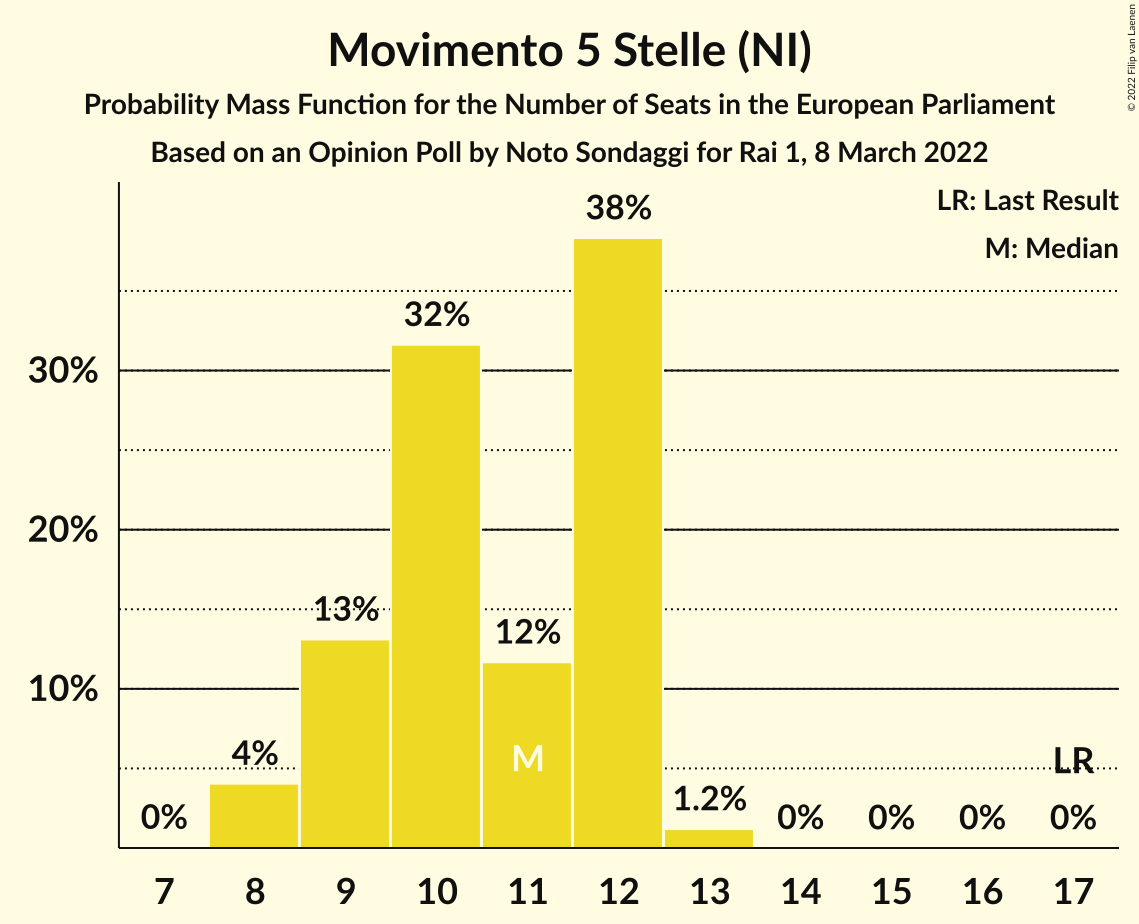 Movimento 5 Stelle (NI)
Probability Mass Function for the Number of Seats in the European Parliament
Based on an Opinion Poll by Noto Sondaggi for Rai 1, 8 March 2022
© 2022 Filip van Laenen
LR: Last Result
M: Median
38%
32%
30%
20%
13%
12%
10%
4%
M
LR
1.2%
0%
0%
0%
0%
0%
7 8 9 10 11 12 13 14 15 16 17